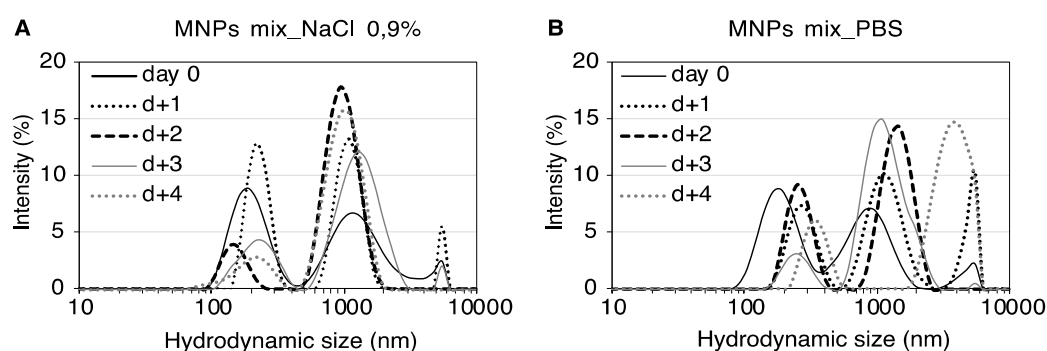 A
MNPs mix_NaCl 0,9%
20
15
10
5
0
Intensity (%)
day 0
d+1
d+2
d+3
d+4
10
100
1000
10000
Hydrodynamic size (nm)
B
MNPs mix_PBS
20
15
10
5
0
Intensity (%)
day 0
d+1
d+2
d+3
d+4
10
100
1000
10000
Hydrodynamic size (nm)